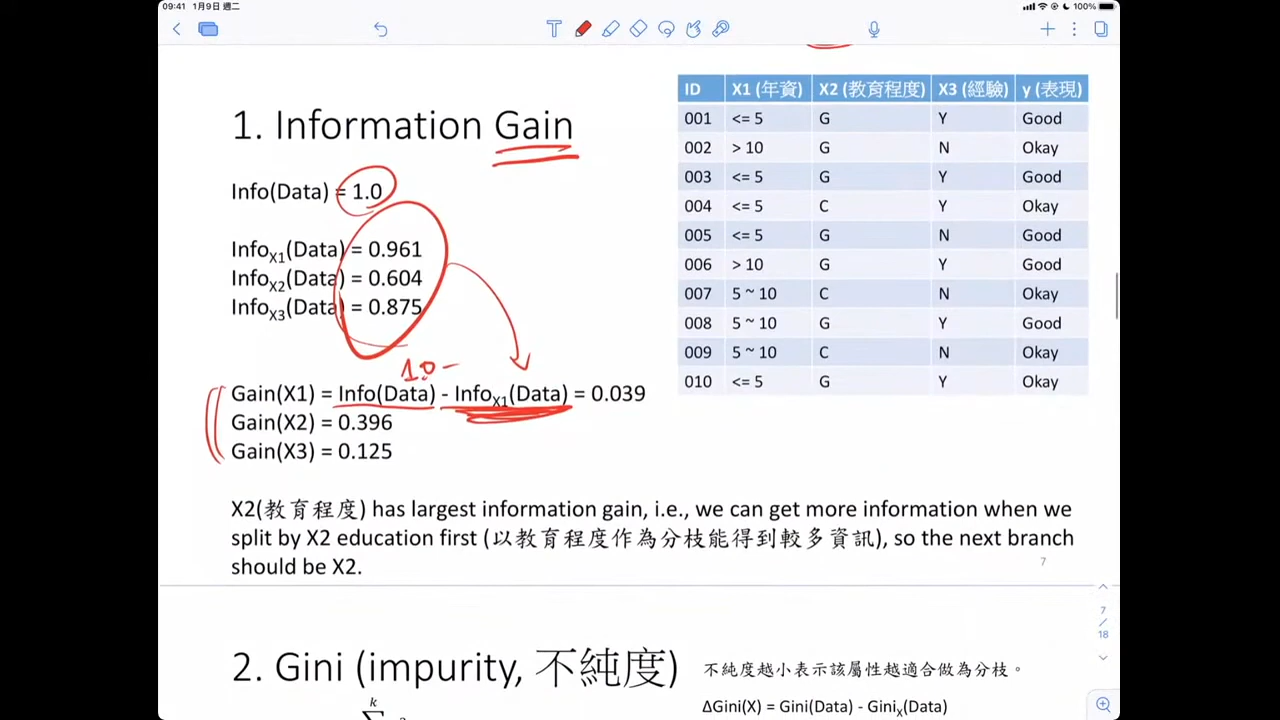 09:41 1月9日 週二
100%
1. Information Gain
Info(Data) = 1.0
InfoX1(Data) = 0.961
InfoX2(Data) = 0.604
InfoX3(Data) = 0.875
1.0 -
Gain(X1) = Info(Data) - InfoX1(Data) = 0.039
Gain(X2) = 0.396
Gain(X3) = 0.125
ID X1 (年資) X2 (教育程度) X3 (經驗) y (表現)
001 <= 5 G Y Good
002 > 10 G N Okay
003 <= 5 G Y Good
004 <= 5 C Y Okay
005 <= 5 G N Good
006 > 10 G Y Good
007 5 ~ 10 C N Okay
008 5 ~ 10 G Y Good
009 5 ~ 10 C N Okay
010 <= 5 G Y Okay
X2(教育程度) has largest information gain, i.e., we can get more information when we
split by X2 education first (以教育程度作為分枝能得到較多資訊), so the next branch
should be X2.
7
7
/
18
2. Gini (impurity, 不純度)
不純度越小表示該屬性越適合做為分枝。
k
ΔGini(X) = Gini(Data) - GiniX(Data)